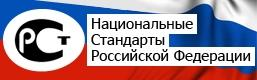 РСТ
Национальные
Стандарты
Российской Федерации